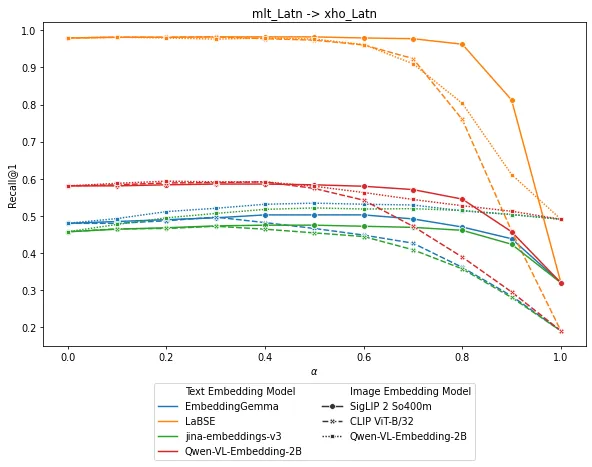 mlt_Latn -> xho_Latn
1.0
0.9
0.8
0.7
0.6
0.5
0.4
0.3
0.2
Recall@1
0.0 0.2 0.4 0.6 0.8 1.0
α
Text Embedding Model Image Embedding Model
EmbeddingGemma SigLIP 2 So400m
LaBSE CLIP ViT-B/32
jina-embeddings-v3 Qwen-VL-Embedding-2B
Qwen-VL-Embedding-2B